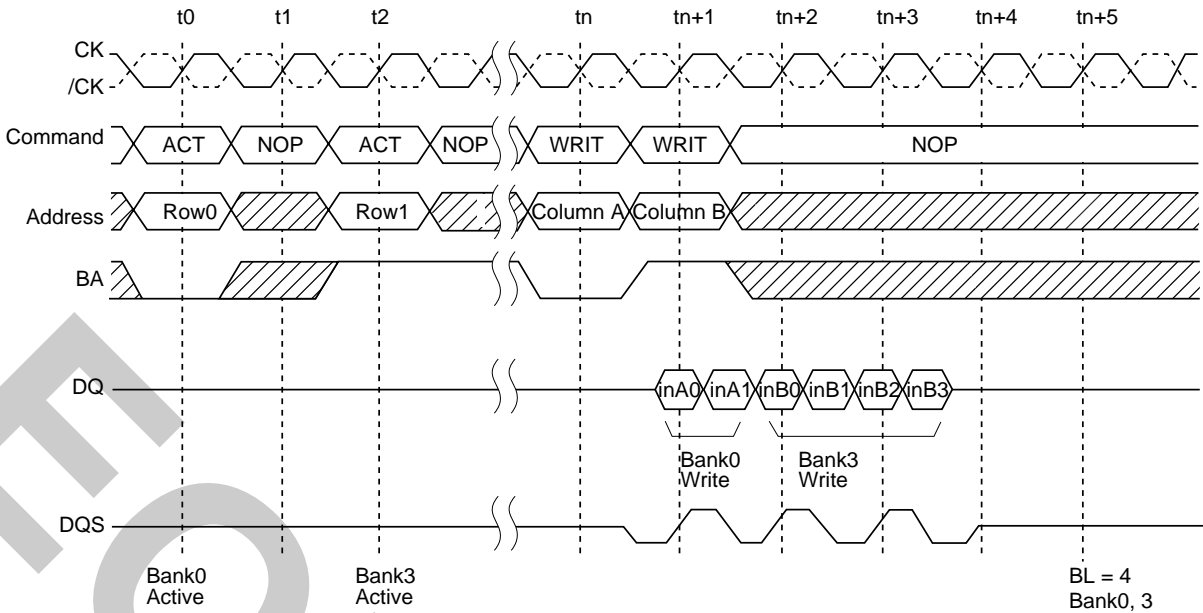 t0 t1 t2 tn tn+1 tn+2 tn+3 tn+4 tn+5
CK
/CK
Command ACT NOP ACT NOP WRIT WRIT NOP
Address Row0 Row1 Column A Column B
BA
DQ inA0 inA1 inB0 inB1 inB2 inB3
Bank0 Bank3
Write Write
DQS
Bank0 Bank3 BL = 4
Active Active Bank0, 3